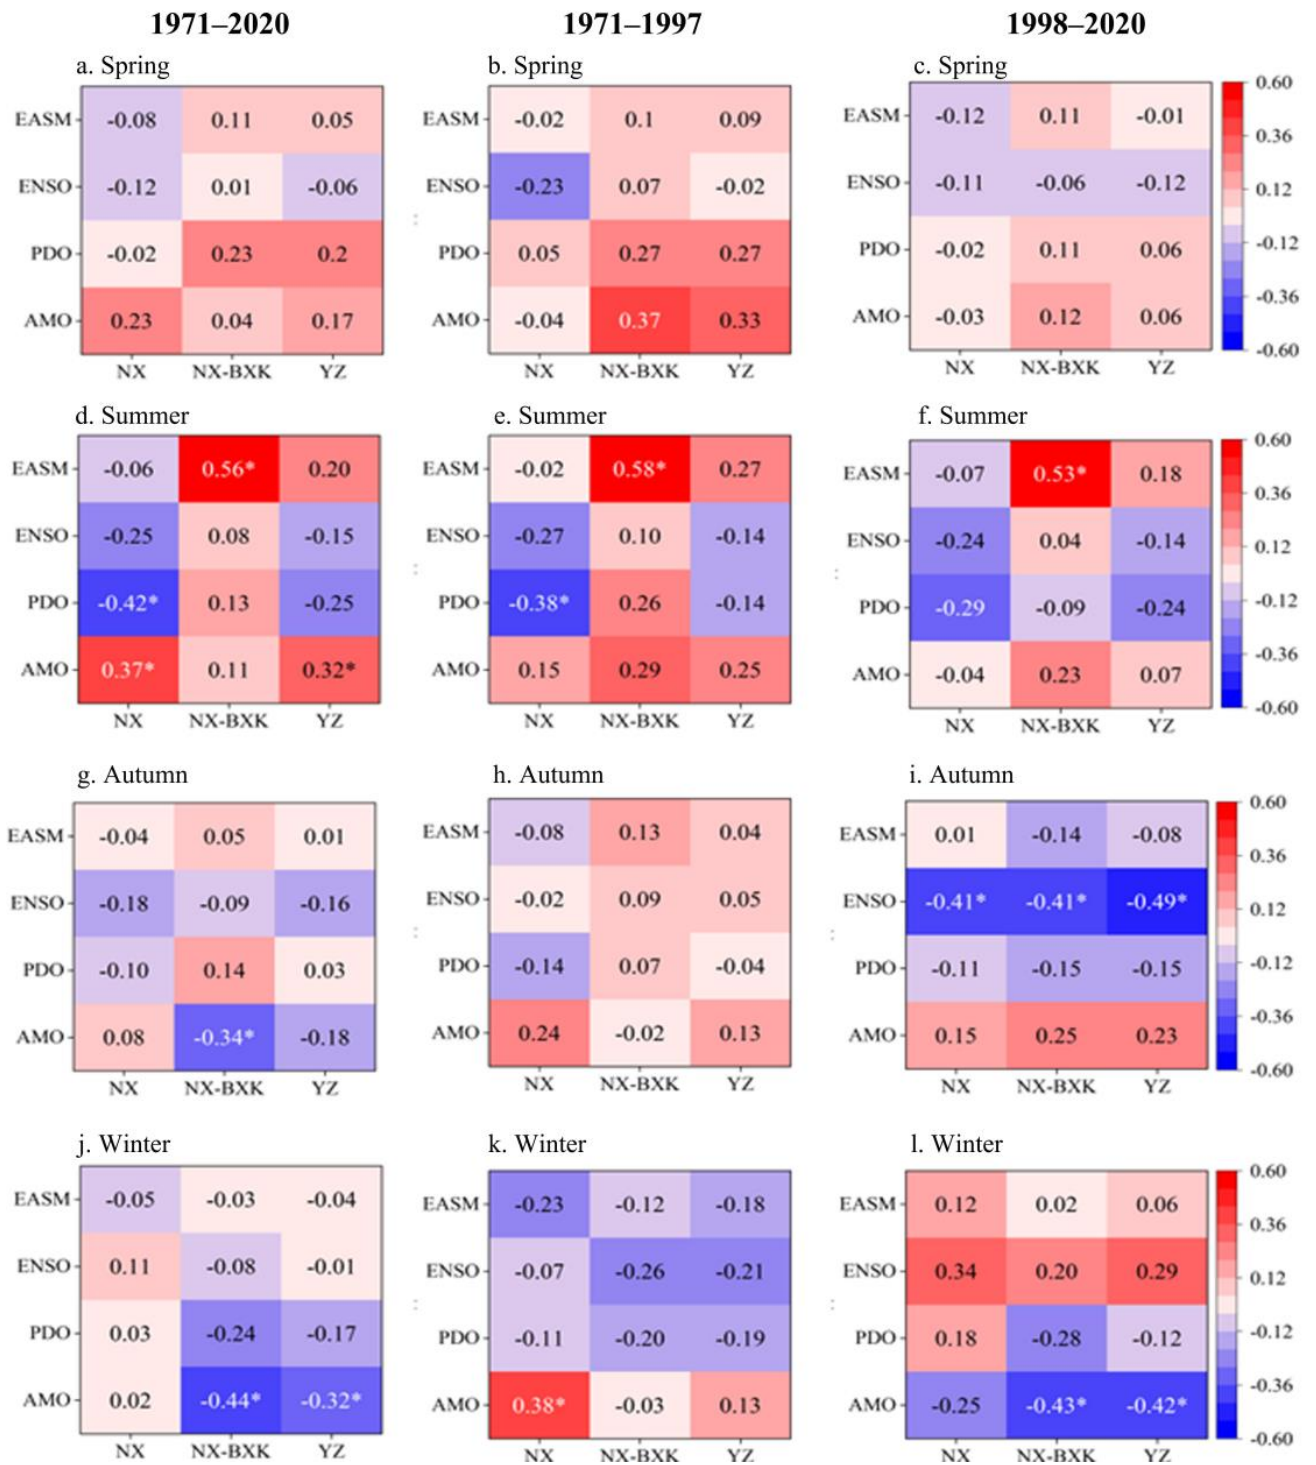 1971–2020 1971–1997 1998–2020
a. Spring b. Spring c. Spring
EASM -0.08 0.11 0.05 EASM -0.02 0.1 0.09 EASM -0.12 0.11 -0.01
ENSO -0.12 0.01 -0.06 ENSO -0.23 0.07 -0.02 ENSO -0.11 -0.06 -0.12
PDO -0.02 0.23 0.2 PDO 0.05 0.27 0.27 PDO -0.02 0.11 0.06
AMO 0.23 0.04 0.17 AMO -0.04 0.37 0.33 AMO -0.03 0.12 0.06
NX NX-BXK YZ NX NX-BXK YZ NX NX-BXK YZ
0.60
0.36
0.12
-0.12
-0.36
-0.60
d. Summer e. Summer f. Summer
EASM -0.06 0.56* 0.20 EASM -0.02 0.58* 0.27 EASM -0.07 0.53* 0.18
ENSO -0.25 0.08 -0.15 ENSO -0.27 0.10 -0.14 ENSO -0.24 0.04 -0.14
PDO -0.42* 0.13 -0.25 PDO -0.38* 0.26 -0.14 PDO -0.29 -0.09 -0.24
AMO 0.37* 0.11 0.32* AMO 0.15 0.29 0.25 AMO -0.04 0.23 0.07
NX NX-BXK YZ NX NX-BXK YZ NX NX-BXK YZ
0.60
0.36
0.12
-0.12
-0.36
-0.60
g. Autumn h. Autumn i. Autumn
EASM -0.04 0.05 0.01 EASM -0.08 0.13 0.04 EASM 0.01 -0.14 -0.08
ENSO -0.18 -0.09 -0.16 ENSO -0.02 0.09 0.05 ENSO -0.41* -0.41* -0.49*
PDO -0.10 0.14 0.03 PDO -0.14 0.07 -0.04 PDO -0.11 -0.15 -0.15
AMO 0.08 -0.34* -0.18 AMO 0.24 -0.02 0.13 AMO 0.15 0.25 0.23
NX NX-BXK YZ NX NX-BXK YZ NX NX-BXK YZ
0.60
0.36
0.12
-0.12
-0.36
-0.60
j. Winter k. Winter l. Winter
EASM -0.05 -0.03 -0.04 EASM -0.23 -0.12 -0.18 EASM 0.12 0.02 0.06
ENSO 0.11 -0.08 -0.01 ENSO -0.07 -0.26 -0.21 ENSO 0.34 0.20 0.29
PDO 0.03 -0.24 -0.17 PDO -0.11 -0.20 -0.19 PDO 0.18 -0.28 -0.12
AMO 0.02 -0.44* -0.32* AMO 0.38* -0.03 0.13 AMO -0.25 -0.43* -0.42*
NX NX-BXK YZ NX NX-BXK YZ NX NX-BXK YZ
0.60
0.36
0.12
-0.12
-0.36
-0.60